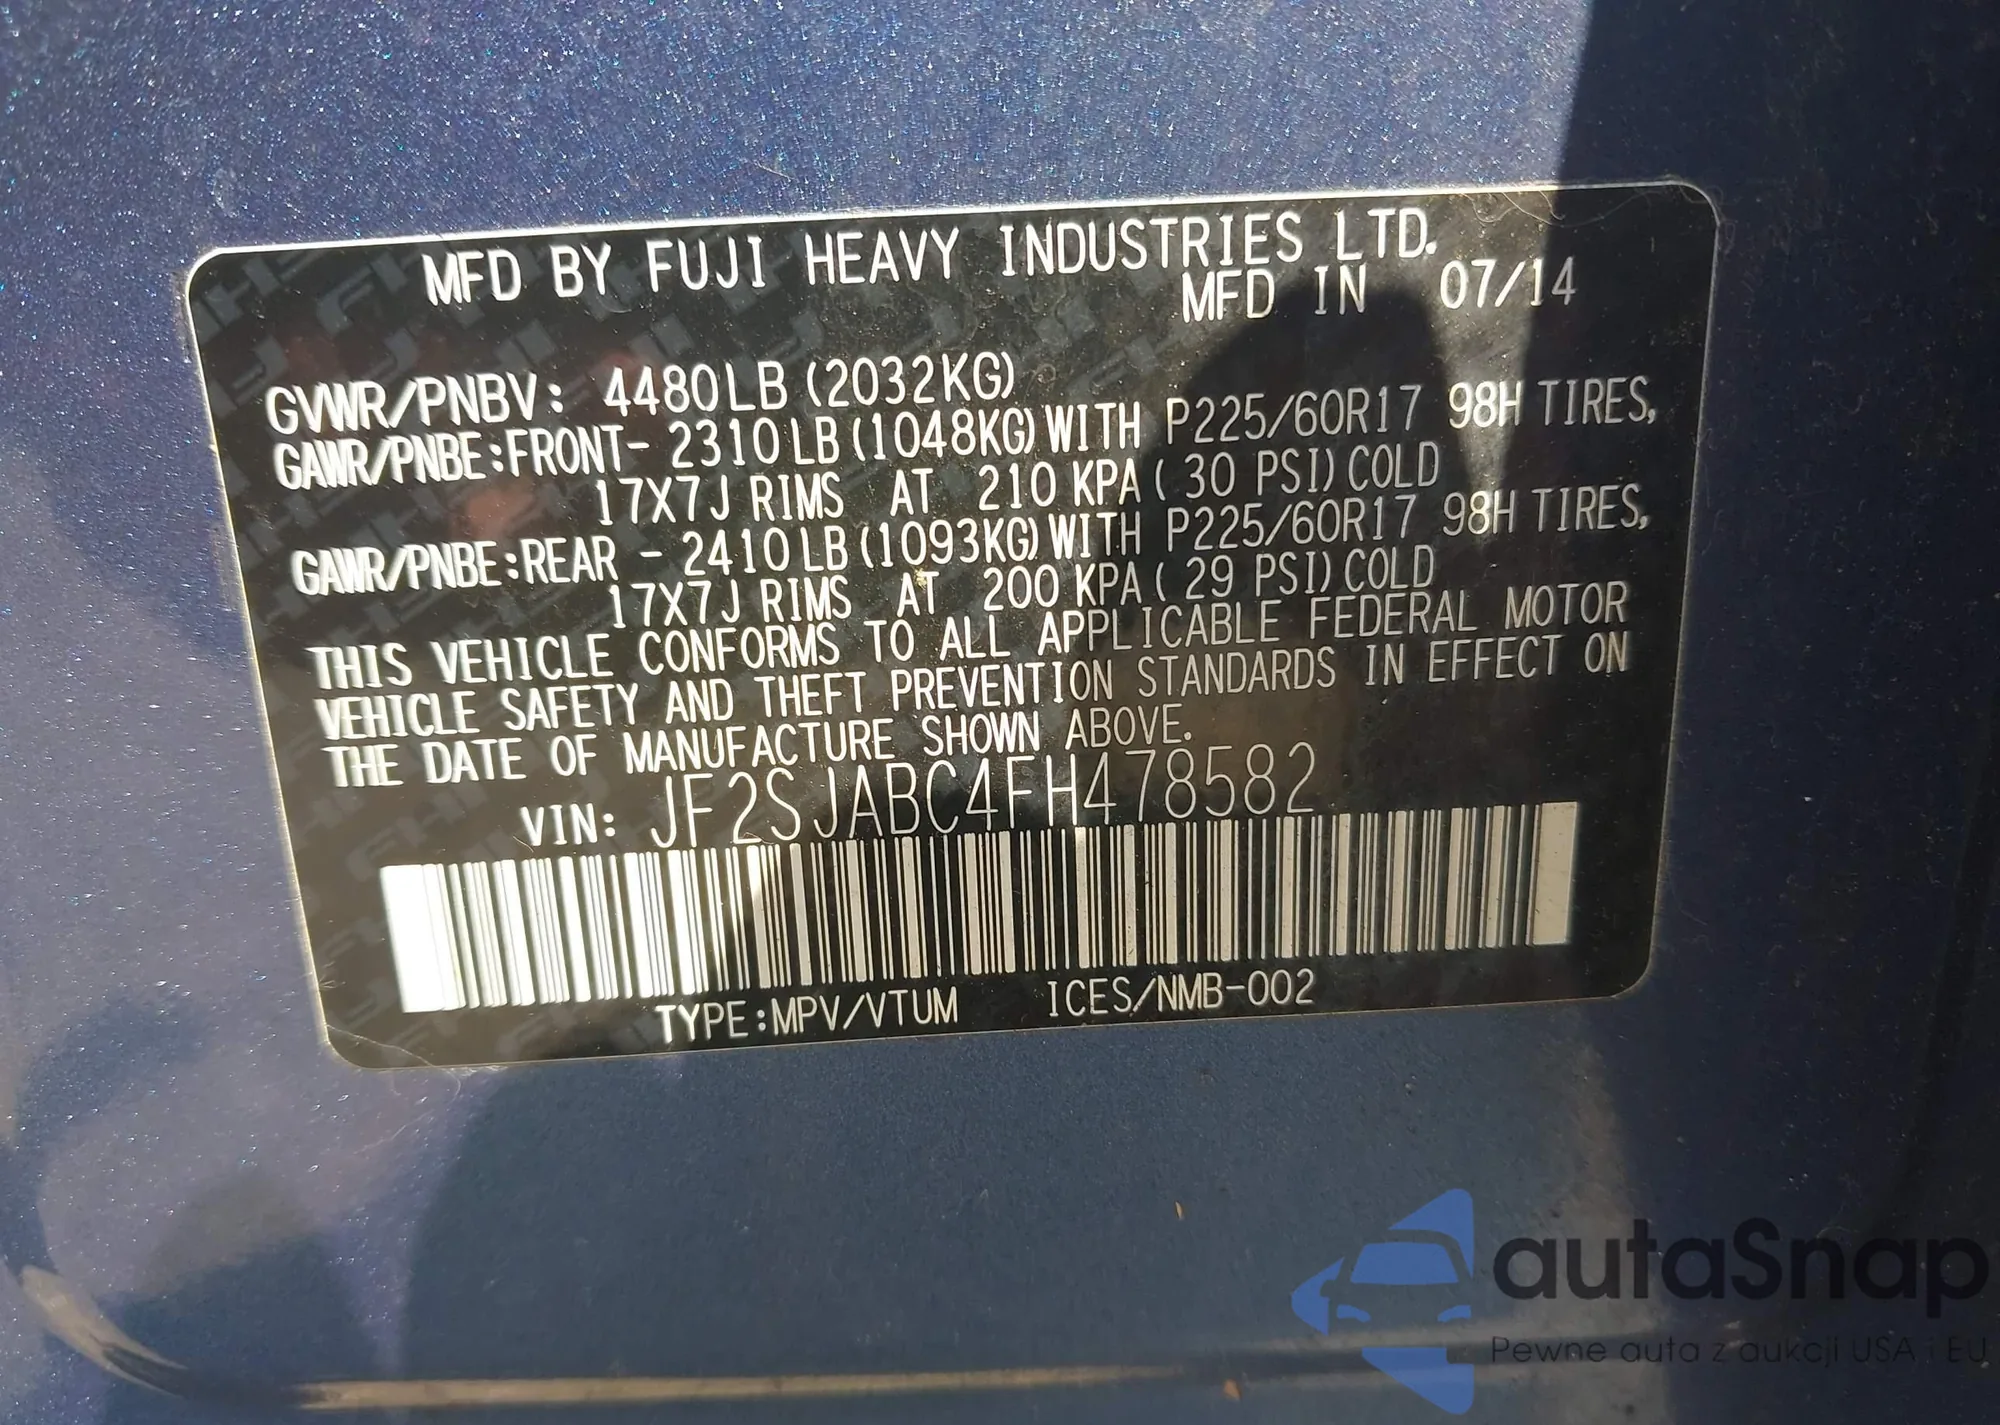 MFD BY FUJI HEAVY INDUSTRIES LTD.
MFD IN 07/14
GVWR/PNBV: 4480LB (2032KG)
GAWR/PNBE:FRONT- 2310LB (1048KG) WITH P225/60R17 98H TIRES,
17X7J RIMS AT 210 KPA ( 30 PSI) COLD
GAWR/PNBE:REAR - 2410LB (1093KG) WITH P225/60R17 98H TIRES,
17X7J RIMS AT 200 KPA ( 29 PSI) COLD
THIS VEHICLE CONFORMS TO ALL APPLICABLE FEDERAL MOTOR
VEHICLE SAFETY AND THEFT PREVENTION STANDARDS IN EFFECT ON
THE DATE OF MANUFACTURE SHOWN ABOVE.
VIN: JF2SJABC4FH478582
TYPE:MPV/VTUM ICES/NMB-002
autaSnap
Pewne auta z aukcji USA i EU